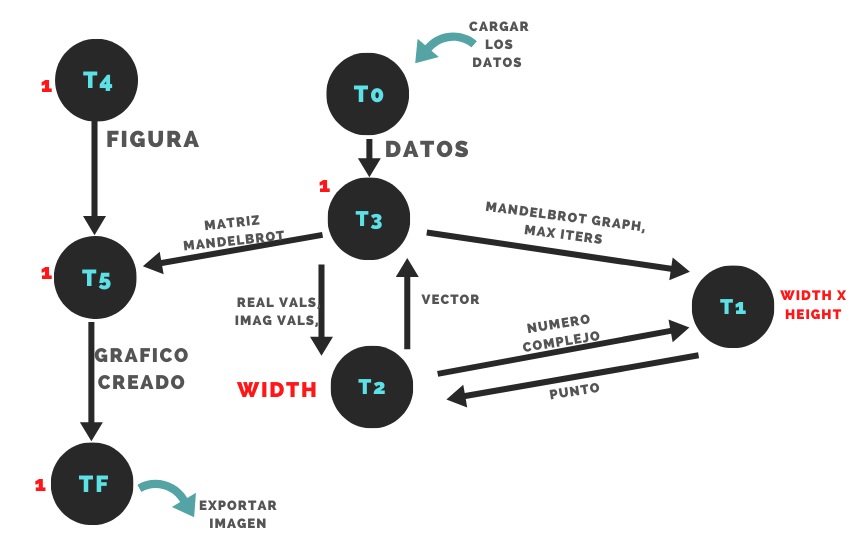 CARGAR
LOS
DATOS
1
T4
T0
FIGURA
DATOS
1
T3
MATRIZ
MANDELBROT
MANDELBROT GRAPH,
MAX ITERS
1
T5
REAL VALS,
IMAG VALS,
VECTOR
T1
WIDTH X
HEIGHT
NUMERO
COMPLEJO
GRAFICO
CREADO
WIDTH
T2
PUNTO
1
TF
EXPORTAR
IMAGEN